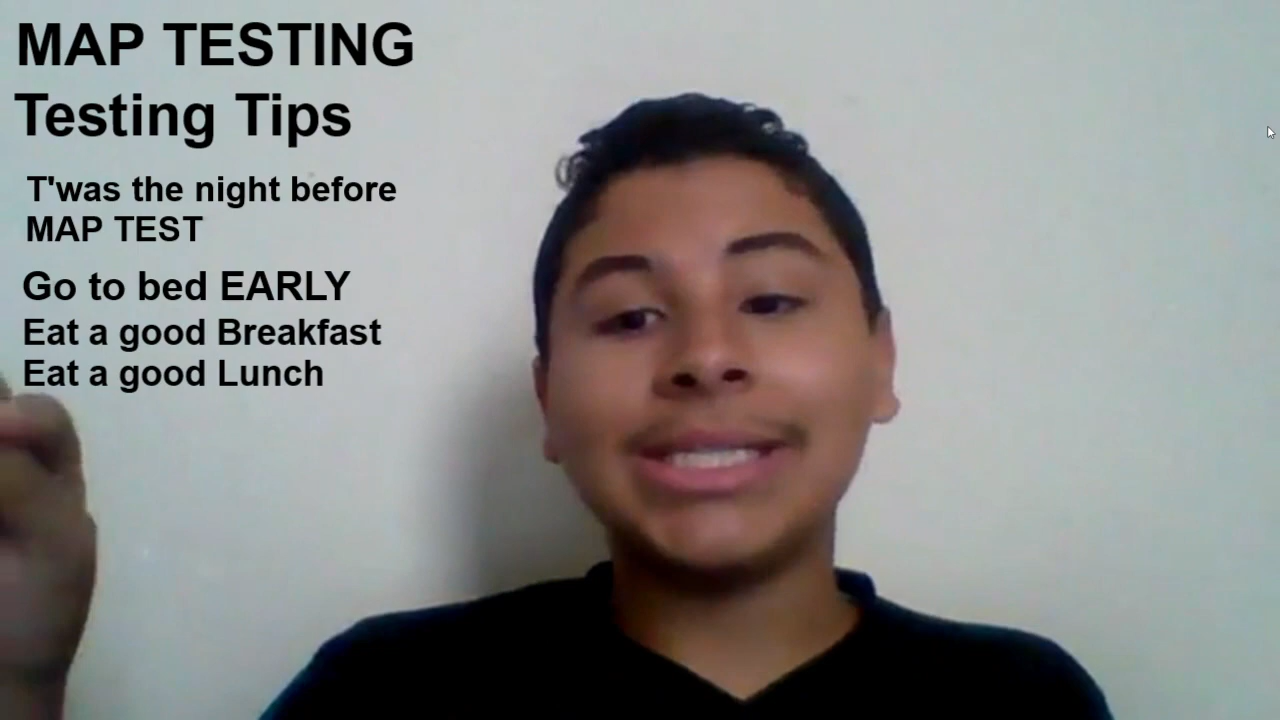 MAP TESTING
Testing Tips
T'was the night before
MAP TEST
Go to bed EARLY
Eat a good Breakfast
Eat a good Lunch